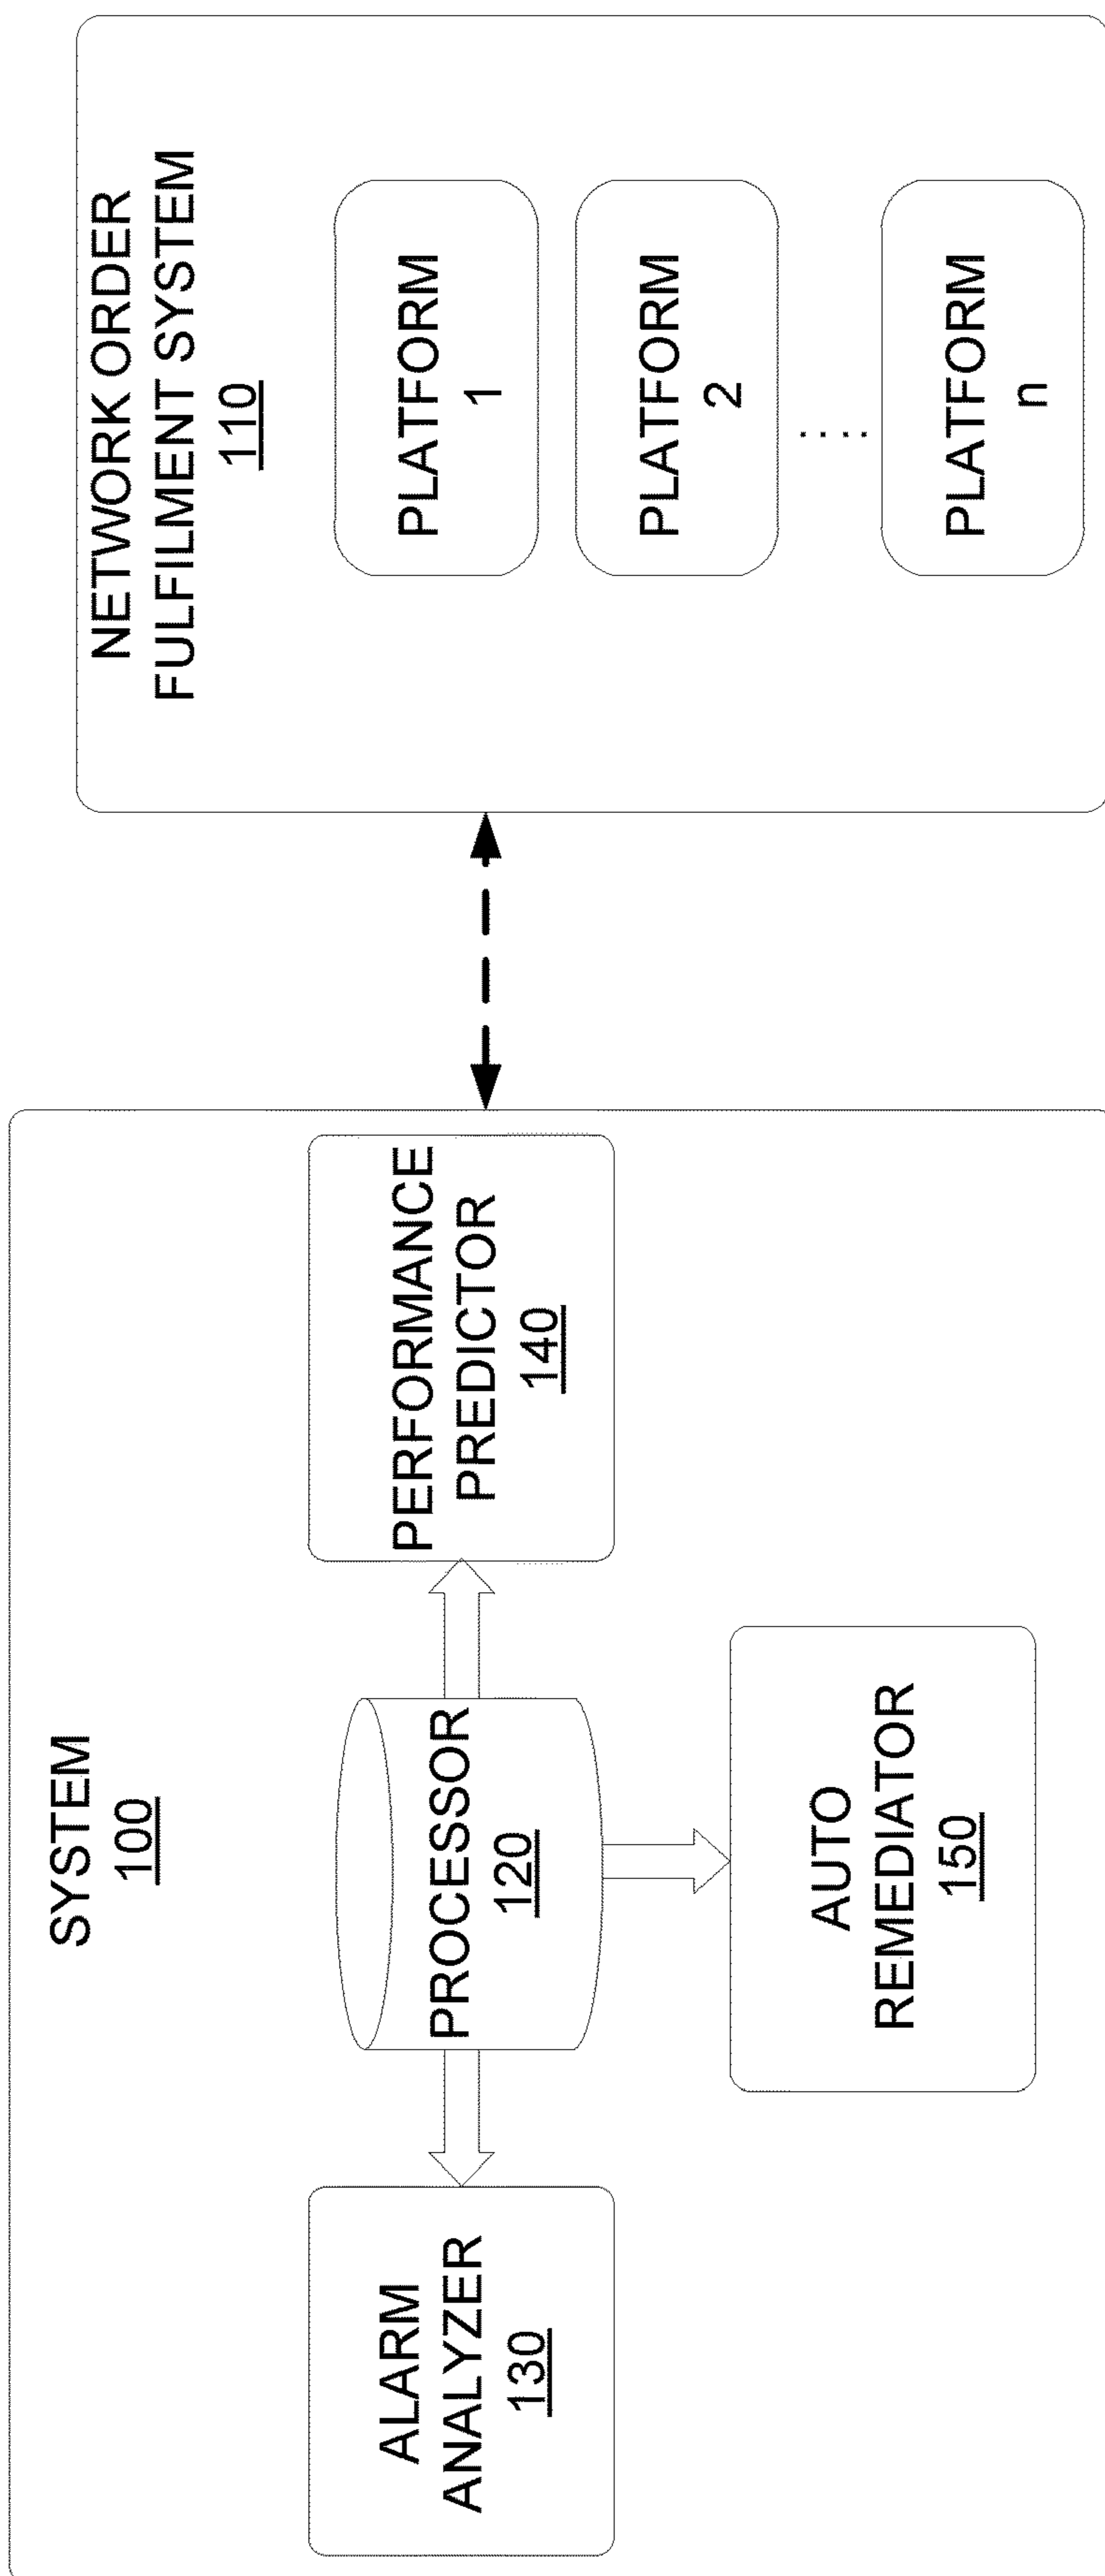 SYSTEM
100
ALARM
ANALYZER
130
PROCESSOR
120
PERFORMANCE
PREDICTOR
140
AUTO
REMEDIATOR
150
NETWORK ORDER
FULFILMENT SYSTEM
110
PLATFORM
1
PLATFORM
2
PLATFORM
n